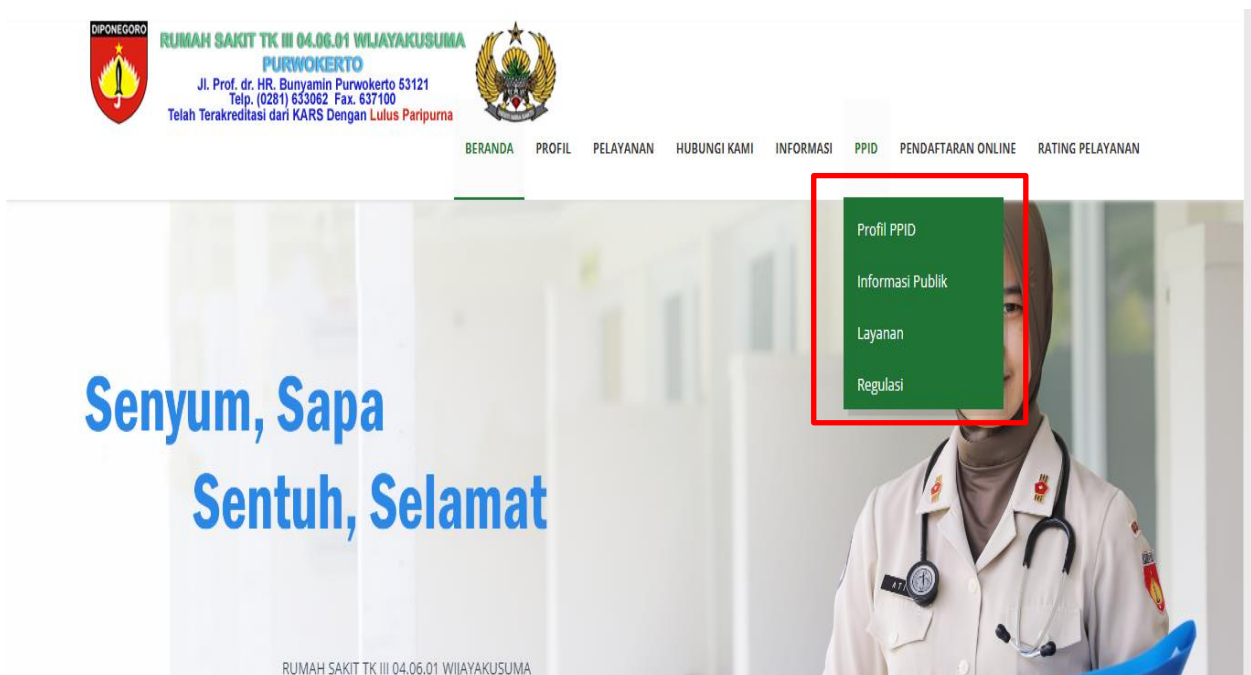 DIPONEGORO
RUMAH SAKIT TK III 04.06.01 WIJAYAKUSUMA
PURWOKERTO
Jl. Prof. dr. HR. Bunyamin Purwokerto 53121
Telp. (0281) 633062 Fax. 637100
Telah Terakreditasi dari KARS Dengan Lulus Paripurna
BERANDA PROFIL PELAYANAN HUBUNGI KAMI INFORMASI PPID PENDAFTARAN ONLINE RATING PELAYANAN
Profil PPID
Informasi Publik
Layanan
Regulasi
Senyum, Sapa
Sentuh, Selamat
RUMAH SAKIT TK III 04.06.01 WIJAYAKUSUMA